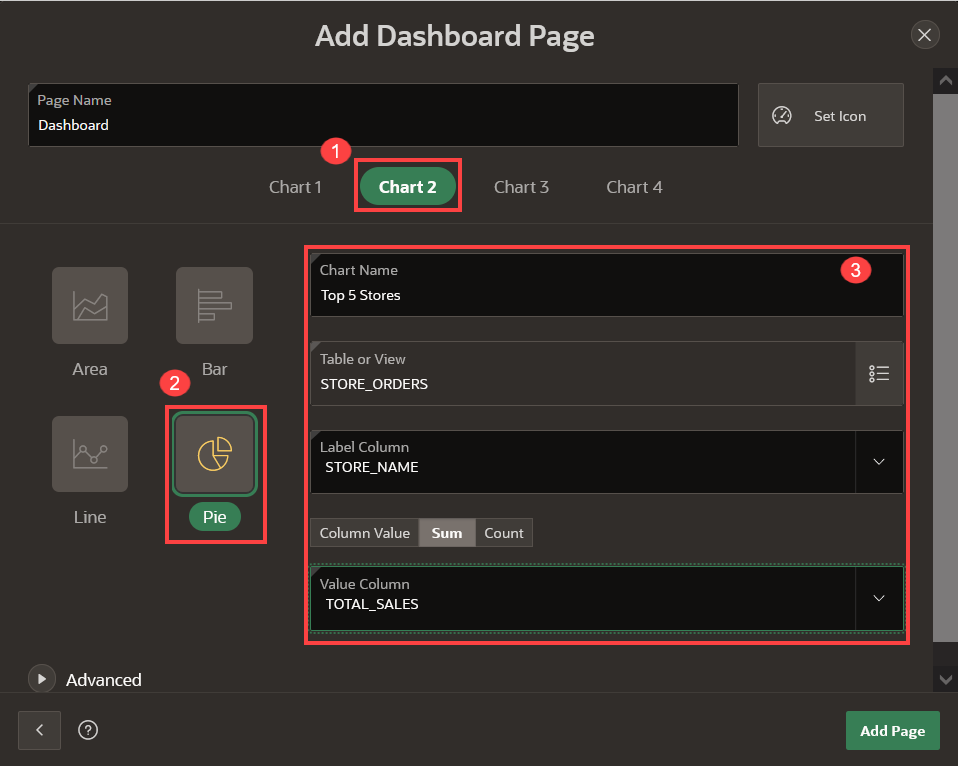 Add Dashboard Page
Page Name
Dashboard
Set Icon
1
Chart 1
Chart 2
Chart 3
Chart 4
Chart Name
3
Top 5 Stores
Area
Bar
Table or View
STORE_ORDERS
2
Label Column
STORE_NAME
Line
Pie
Column Value
Sum
Count
Value Column
TOTAL_SALES
Advanced
?
Add Page